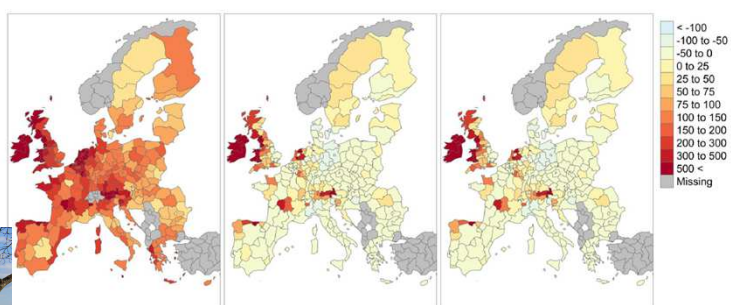 < -100
-100 to -50
-50 to 0
0 to 25
25 to 50
50 to 75
75 to 100
100 to 150
150 to 200
200 to 300
300 to 500
500 <
Missing